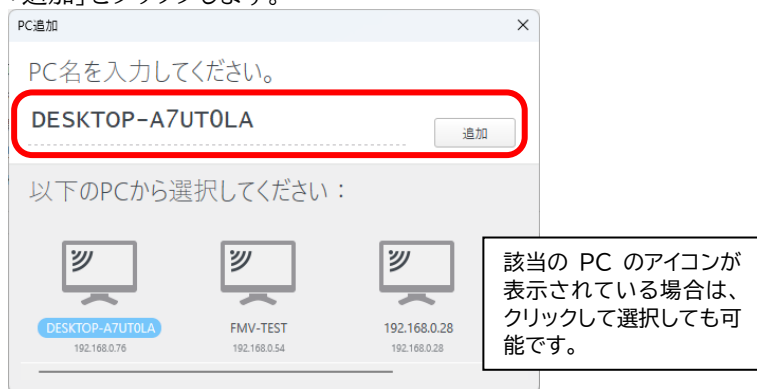 「追加」をクリックします。
PC追加
PC名を入力してください。
DESKTOP-A7UT0LA
追加
以下のPCから選択してください：
DESKTOP-A7UT0LA
192.168.0.76
FMV-TEST
192.168.0.54
192.168.0.28
192.168.0.28
該当の PC のアイコンが
表示されている場合は、
クリックして選択しても可
能です。